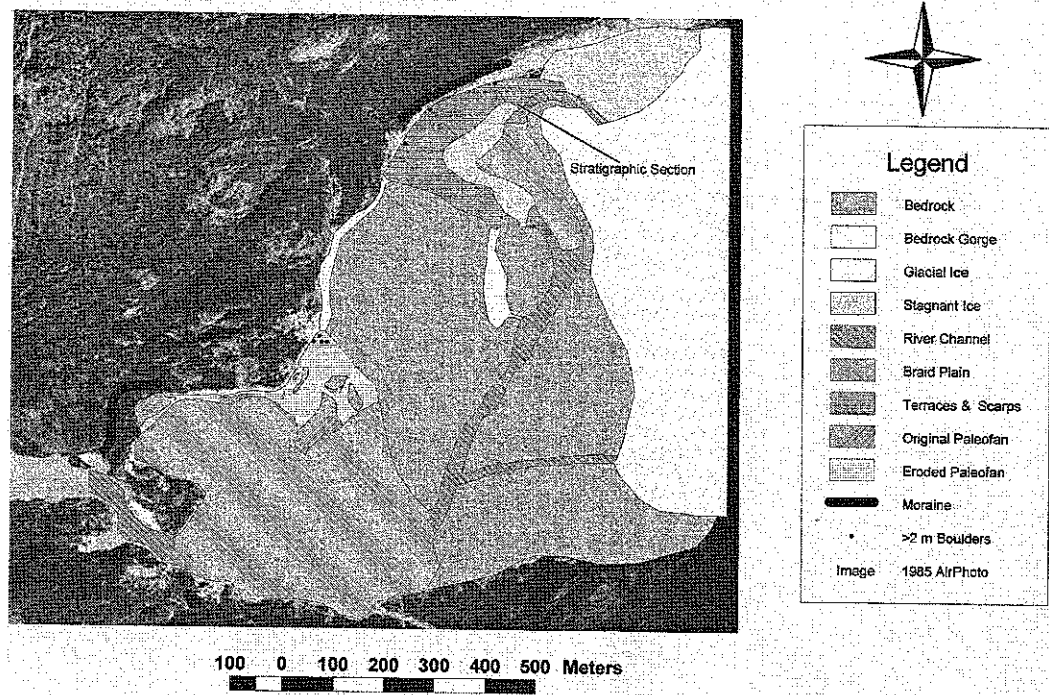 Stratigraphic Section
Legend
Bedrock
Bedrock Gorge
Glacial Ice
Stagnant Ice
River Channel
Braid Plain
Terraces & Scarps
Original Paleofan
Eroded Paleofan
Moraine
>2 m Boulders
Image 1985 AirPhoto
100 0 100 200 300 400 500 Meters